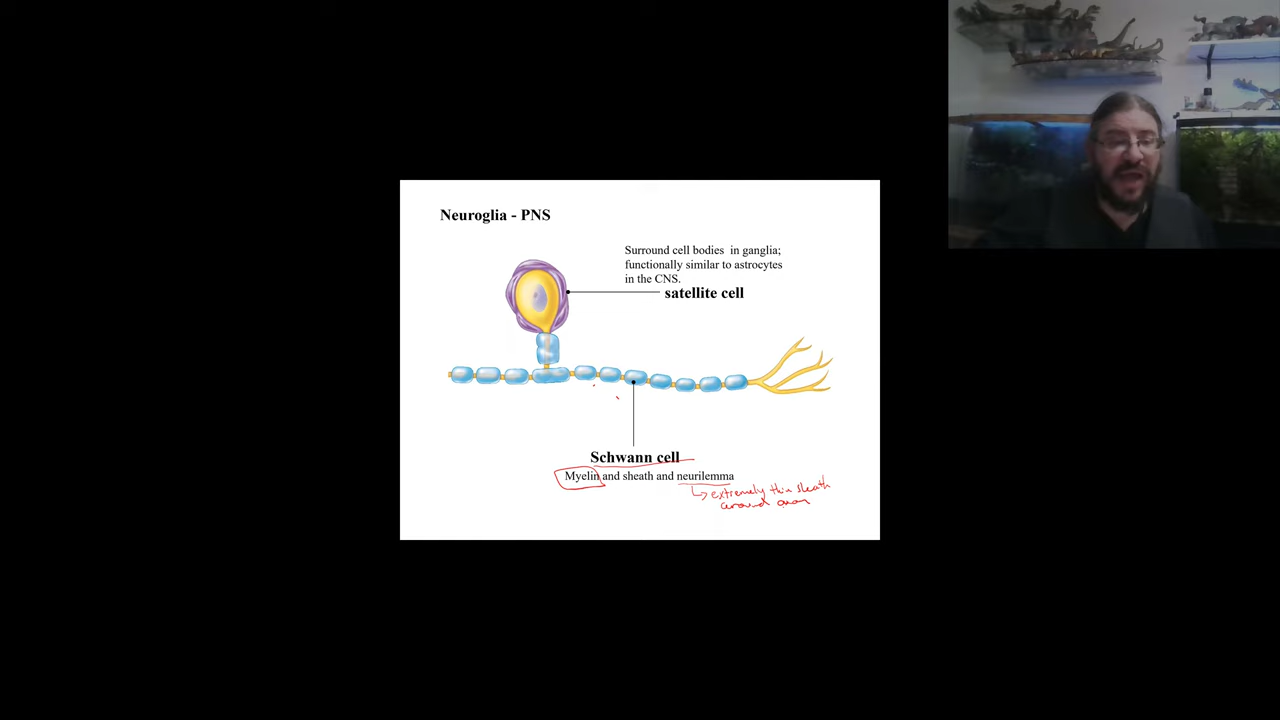 Neuroglia - PNS
Surround cell bodies in ganglia;
functionally similar to astrocytes
in the CNS.
satellite cell
Schwann cell
Myelin and sheath and neurilemma
extremely thin sheath
around axon